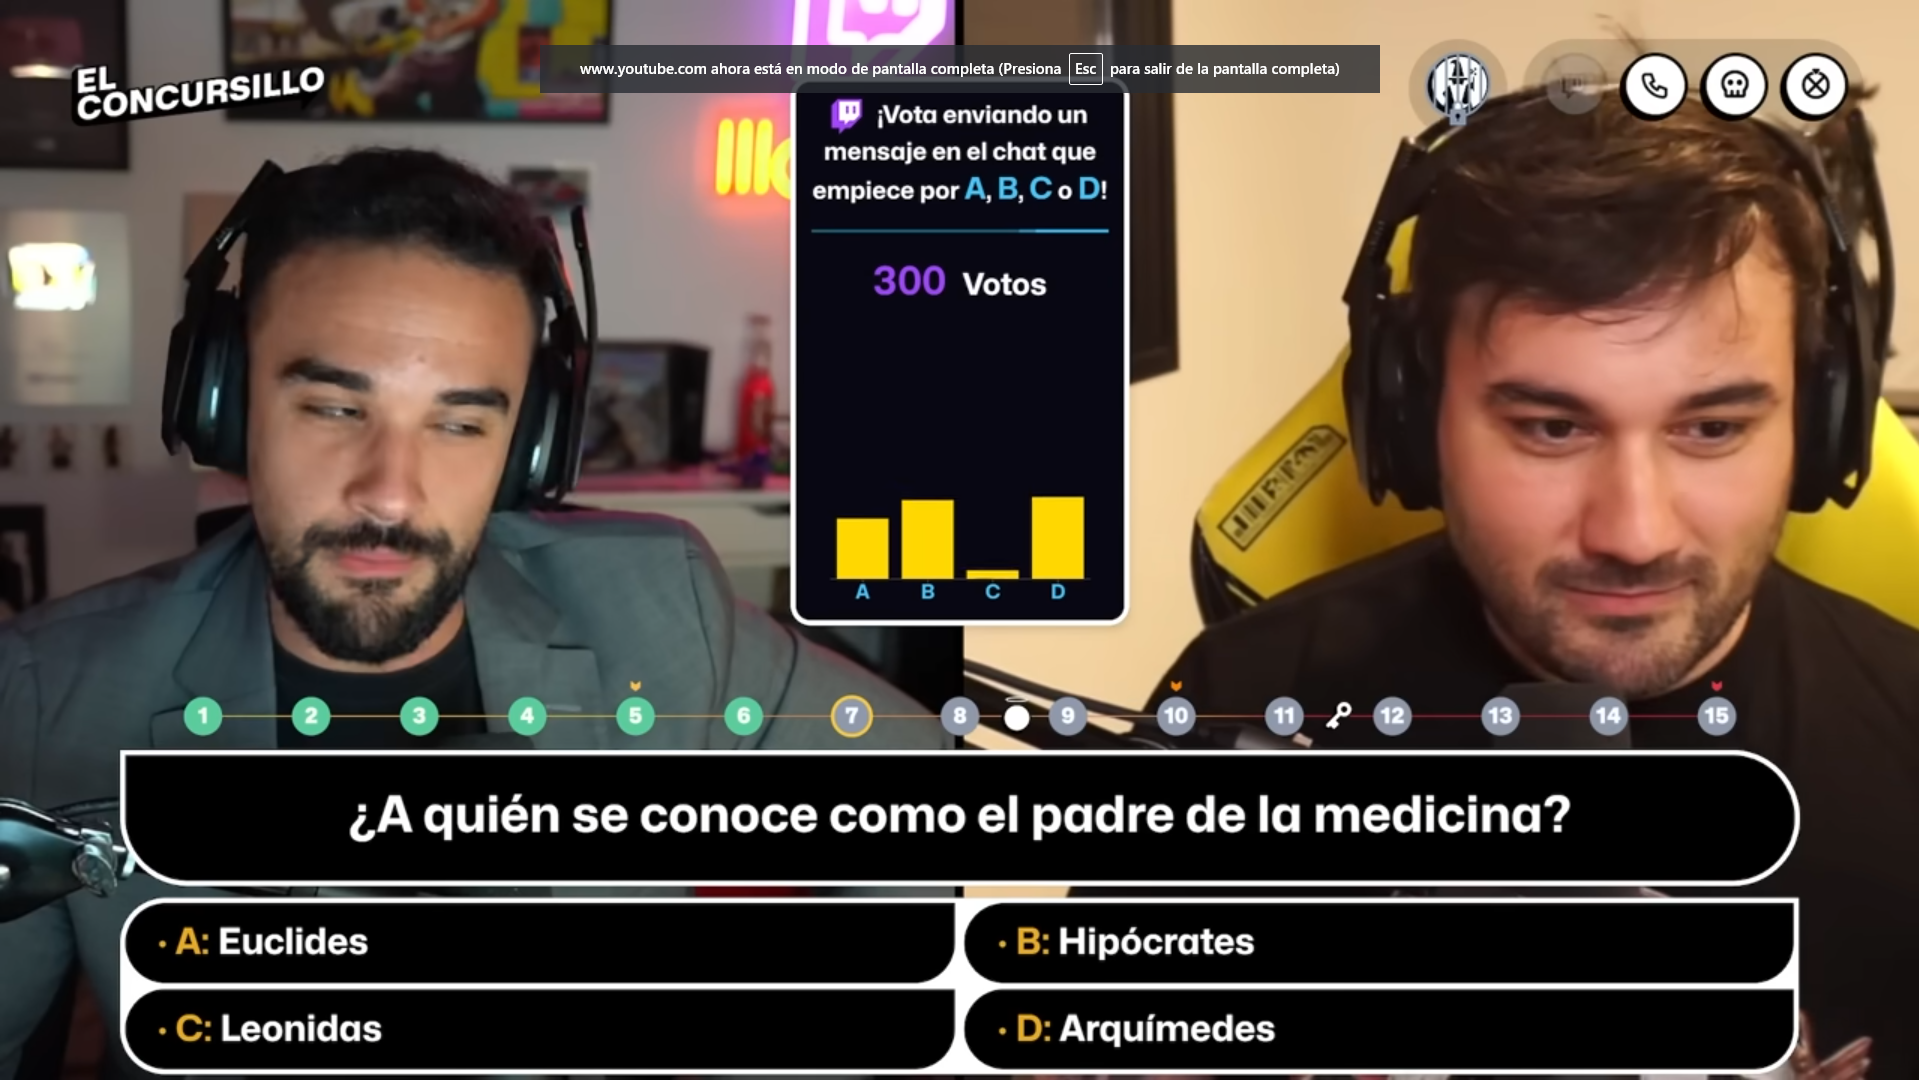 www.youtube.com ahora está en modo de pantalla completa (Presiona Esc para salir de la pantalla completa)
EL
CONCURSILLO
¡Vota enviando un
mensaje en el chat que
empiece por A, B, C o D!
300 Votos
A B C D
1 2 3 4 5 6 7 8 9 10 11 12 13 14 15
¿A quién se conoce como el padre de la medicina?
· A: Euclides
· B: Hipócrates
· C: Leonidas
· D: Arquímedes